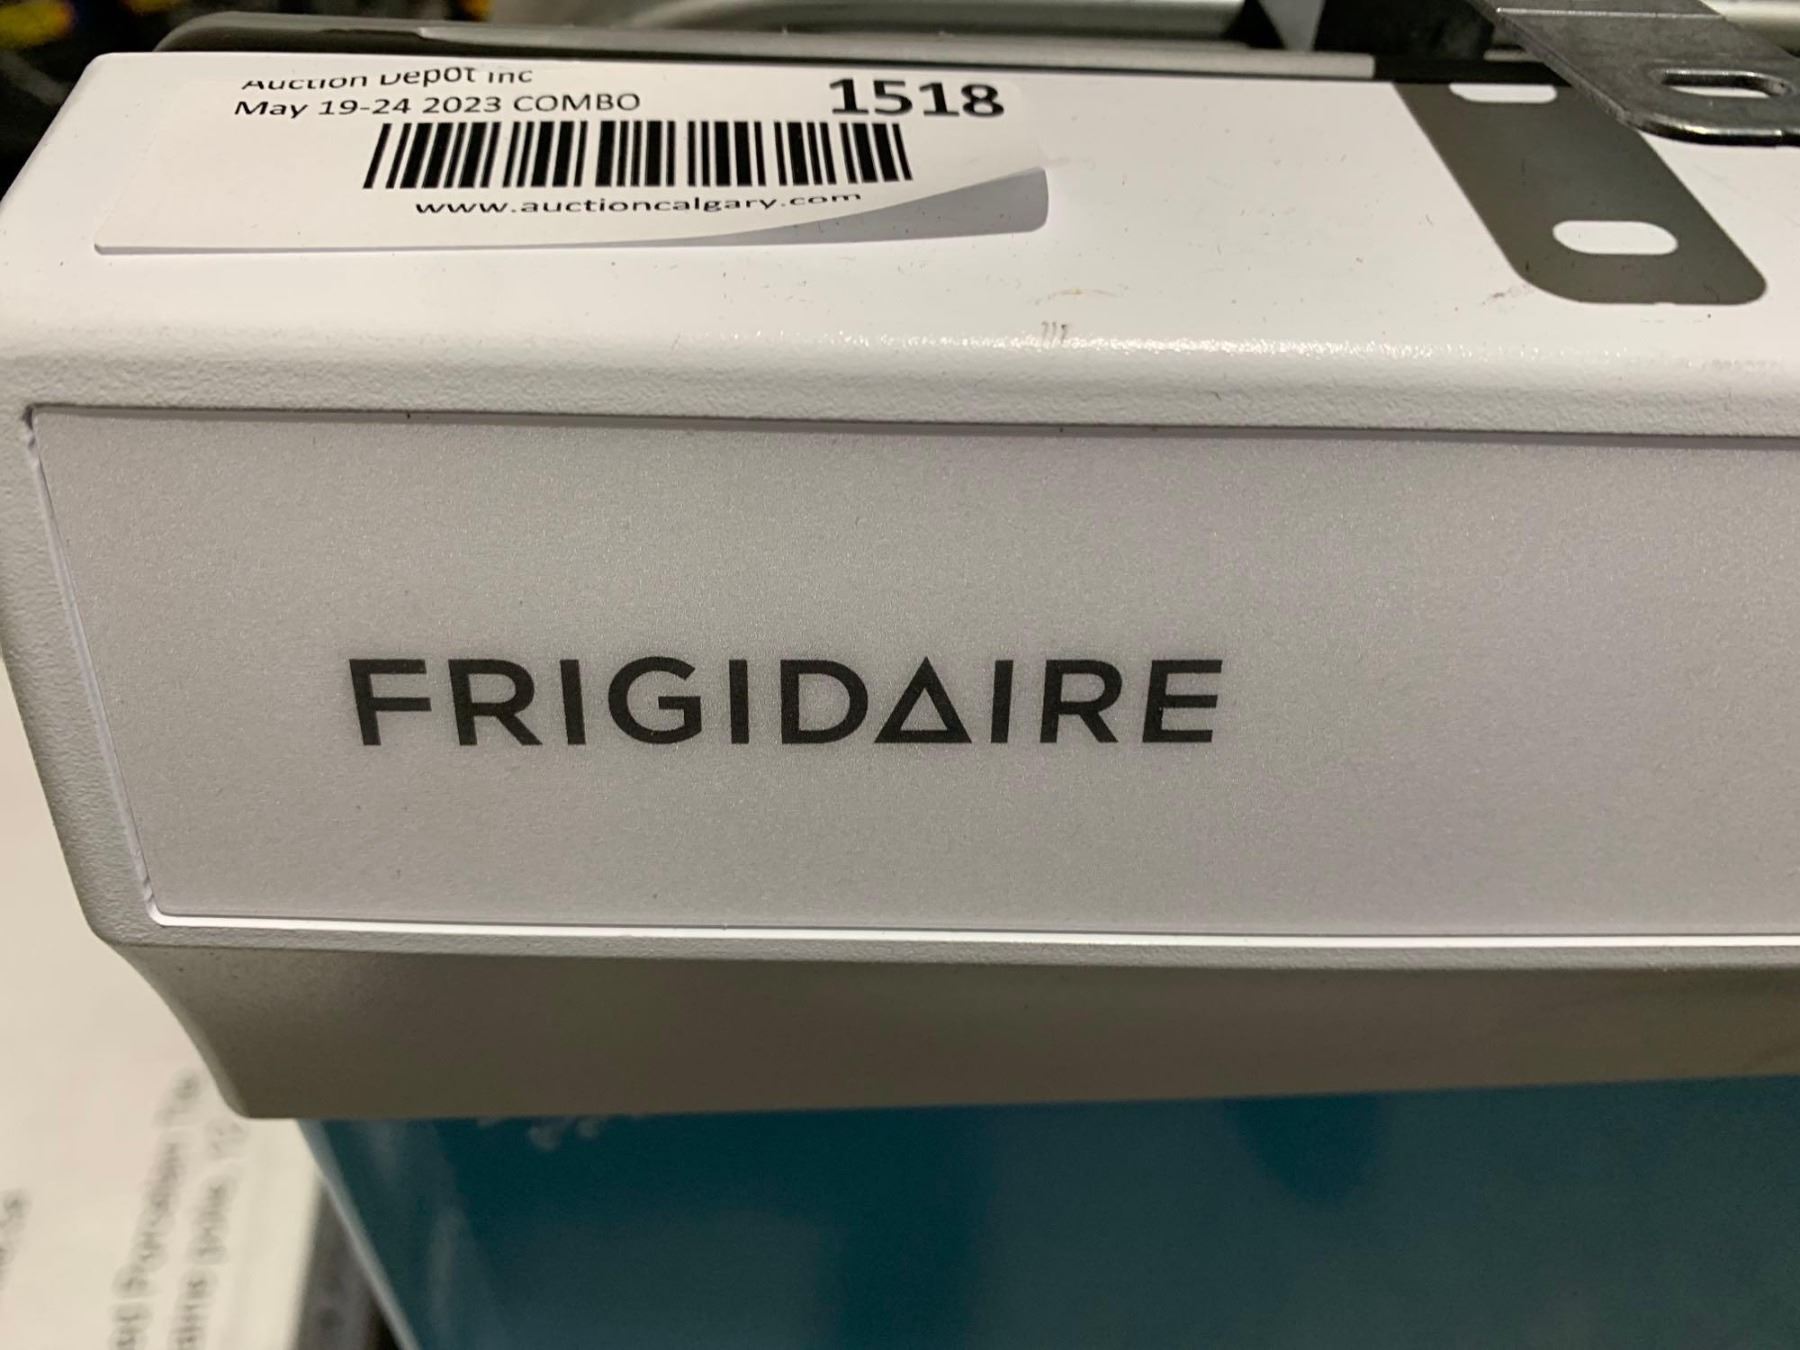 Auction Depot Inc
May 19-24 2023 COMBO
1518
www.auctioncalgary.com
FRIGIDAIRE